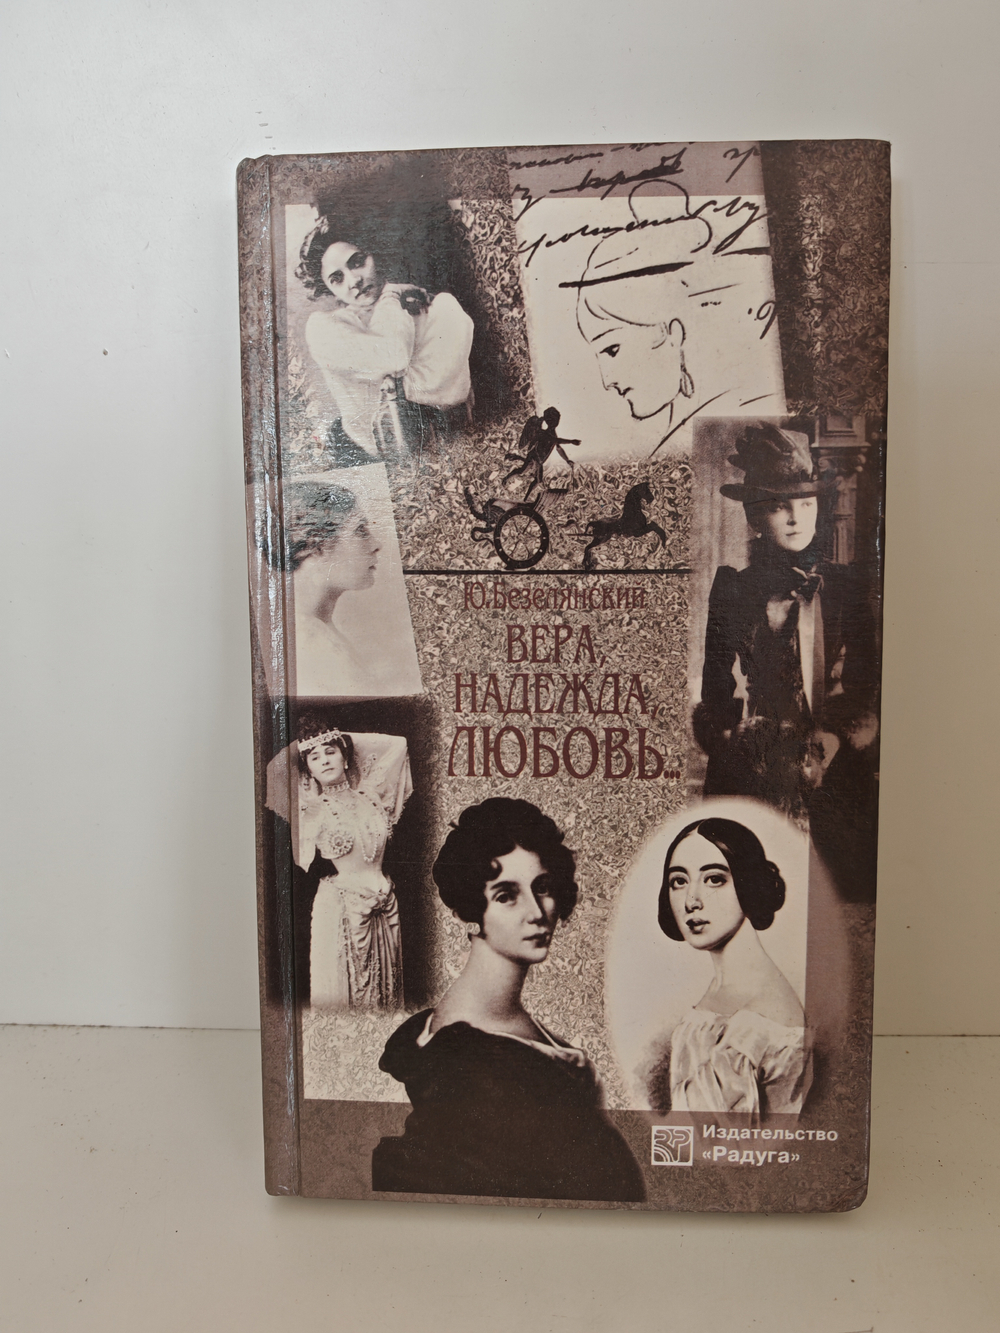 Ю. Безелянский
ВЕРА,
НАДЕЖДА,
ЛЮБОВЬ...
Издательство
«Радуга»